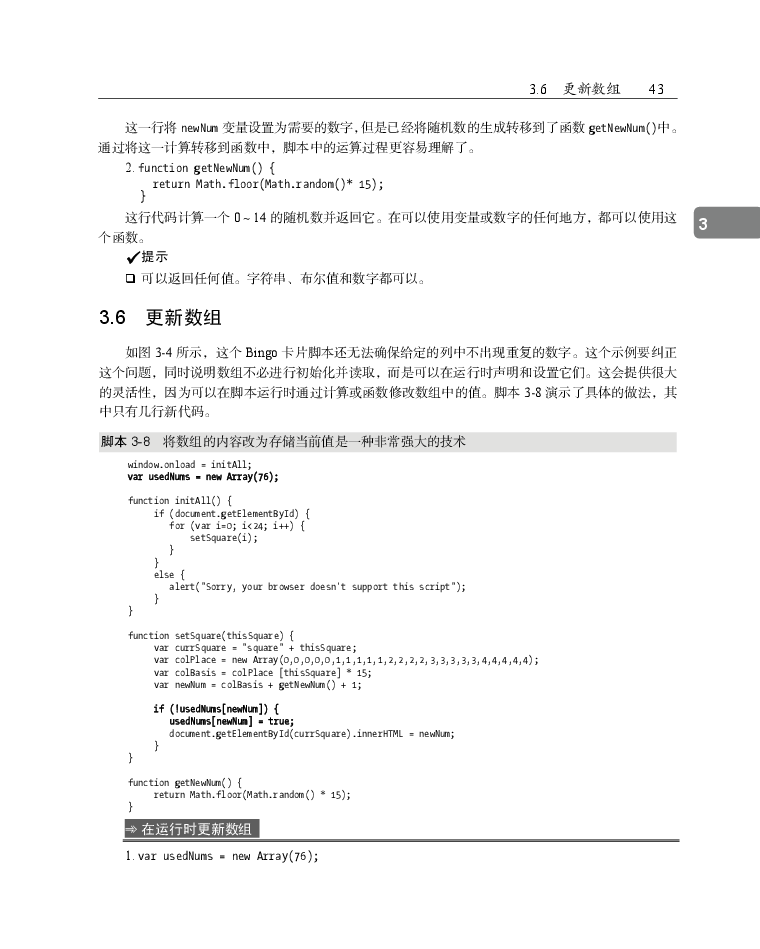 3.6 更新数组 43
这一行将 newNum 变量设置为需要的数字，但是已经将随机数的生成转移到了函数 getNewNum()中。
通过将这一计算转移到函数中，脚本中的运算过程更容易理解了。
2. function getNewNum() {
return Math.floor(Math.random()* 15);
}
这行代码计算一个 0 ~ 14 的随机数并返回它。在可以使用变量或数字的任何地方，都可以使用这
个函数。
3
✓提示
❑ 可以返回任何值。字符串、布尔值和数字都可以。
3.6 更新数组
如图 3-4 所示，这个 Bingo 卡片脚本还无法确保给定的列中不出现重复的数字。这个示例要纠正
这个问题，同时说明数组不必进行初始化并读取，而是可以在运行时声明和设置它们。这会提供很大
的灵活性，因为可以在脚本运行时通过计算或函数修改数组中的值。脚本 3-8 演示了具体的做法，其
中只有几行新代码。
脚本 3-8 将数组的内容改为存储当前值是一种非常强大的技术
window.onload = initAll;
var usedNums = new Array(76);
function initAll() {
if (document.getElementById) {
for (var i=0; i<24; i++) {
setSquare(i);
}
}
else {
alert("Sorry, your browser doesn't support this script");
}
}
function setSquare(thisSquare) {
var currSquare = "square" + thisSquare;
var colPlace = new Array(0,0,0,0,0,1,1,1,1,1,2,2,2,2,3,3,3,3,3,4,4,4,4,4);
var colBasis = colPlace [thisSquare] * 15;
var newNum = colBasis + getNewNum() + 1;
if (!usedNums[newNum]) {
usedNums[newNum] = true;
document.getElementById(currSquare).innerHTML = newNum;
}
}
function getNewNum() {
return Math.floor(Math.random() * 15);
}
➾ 在运行时更新数组
1. var usedNums = new Array(76);